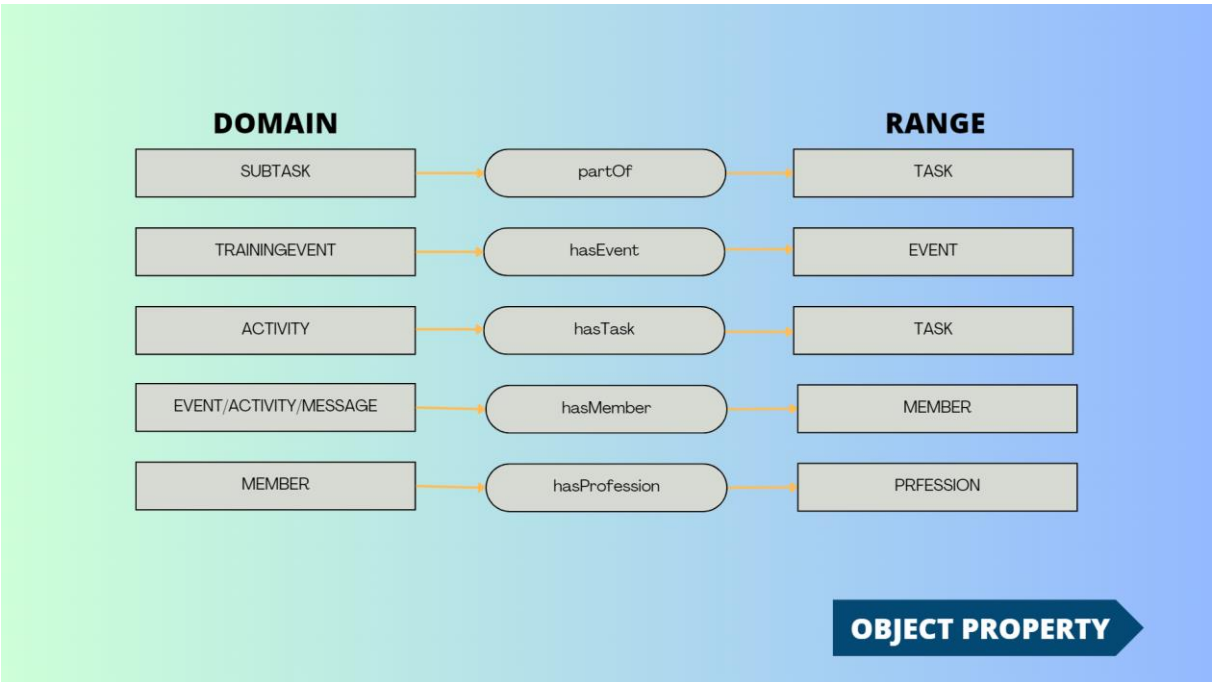 DOMAIN RANGE
SUBTASK partOf TASK
TRAININGEVENT hasEvent EVENT
ACTIVITY hasTask TASK
EVENT/ACTIVITY/MESSAGE hasMember MEMBER
MEMBER hasProfession PRFESSION
OBJECT PROPERTY